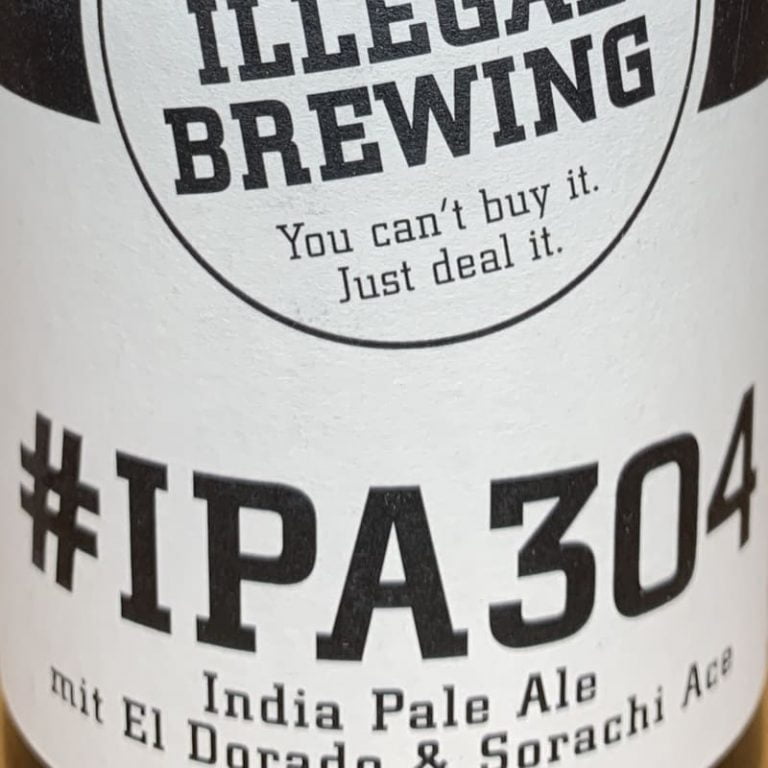 ILLEGAL
BREWING
You can't buy it.
Just deal it.
#IPA304
India Pale Ale
mit El Dorado & Sorachi Ace